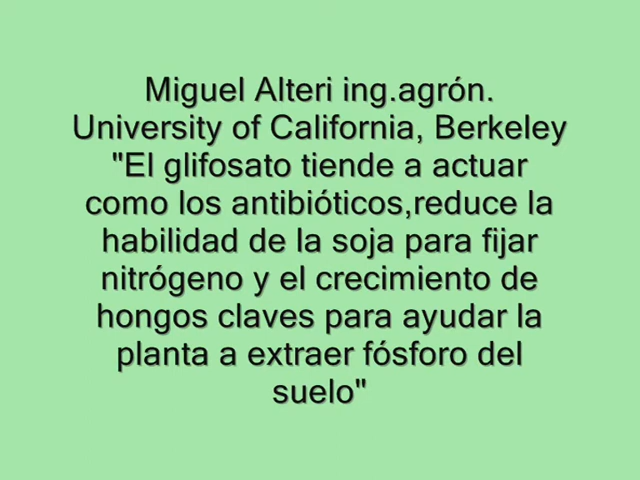 Miguel Alteri ing.agrón.
University of California, Berkeley
"El glifosato tiende a actuar
como los antibióticos,reduce la
habilidad de la soja para fijar
nitrógeno y el crecimiento de
hongos claves para ayudar la
planta a extraer fósforo del
suelo"